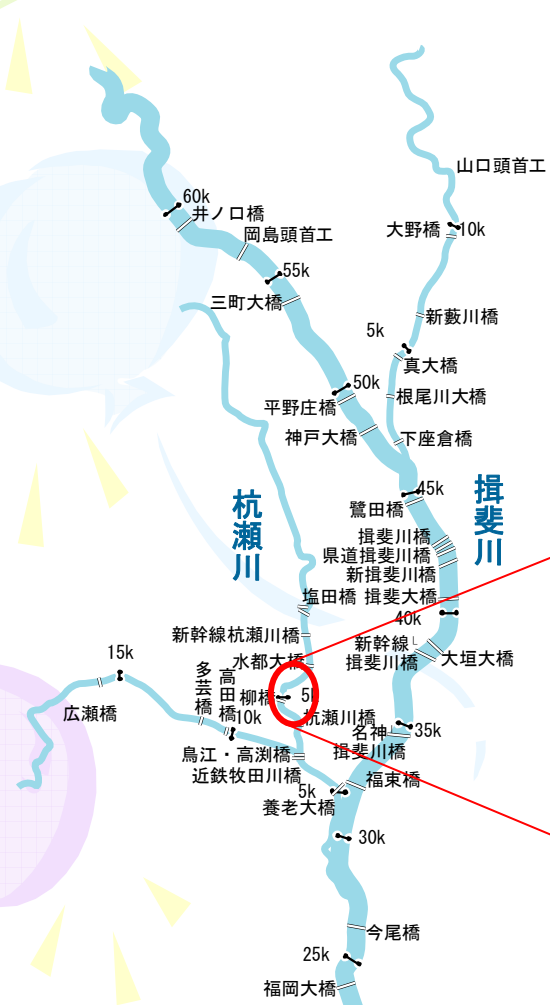 山口頭首工
60k
井ノ口橋
大野橋
10k
岡島頭首工
55k
三町大橋
新藪川橋
5k
真大橋
50k
根尾川大橋
平野庄橋
神戸大橋
下座倉橋
45k
揖斐川
杭瀬川
鷺田橋
揖斐川橋
県道揖斐川橋
新揖斐川橋
塩田橋
揖斐大橋
40k
新幹線杭瀬川橋
新幹線
揖斐川橋
大垣大橋
15k
水都大橋
多芸橋
高田橋
柳橋
5k
広瀬橋
10k
杭瀬川橋
名神
揖斐川橋
35k
烏江・高渕橋
近鉄牧田川橋
5k
福束橋
養老大橋
30k
今尾橋
25k
福岡大橋